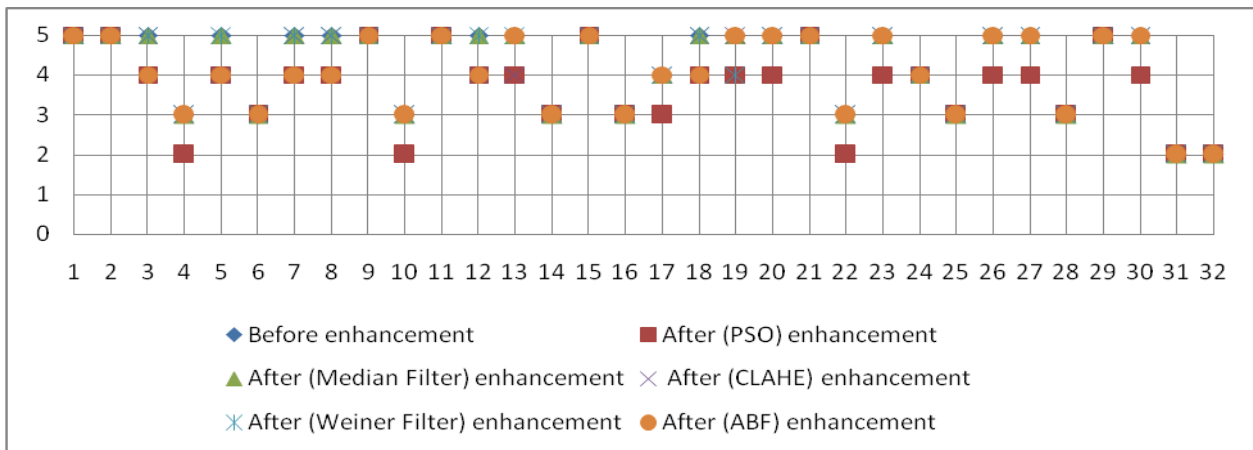 5
4
3
2
1
0
1 2 3 4 5 6 7 8 9 10 11 12 13 14 15 16 17 18 19 20 21 22 23 24 25 26 27 28 29 30 31 32
Before enhancement After (PSO) enhancement
After (Median Filter) enhancement After (CLAHE) enhancement
After (Weiner Filter) enhancement After (ABF) enhancement